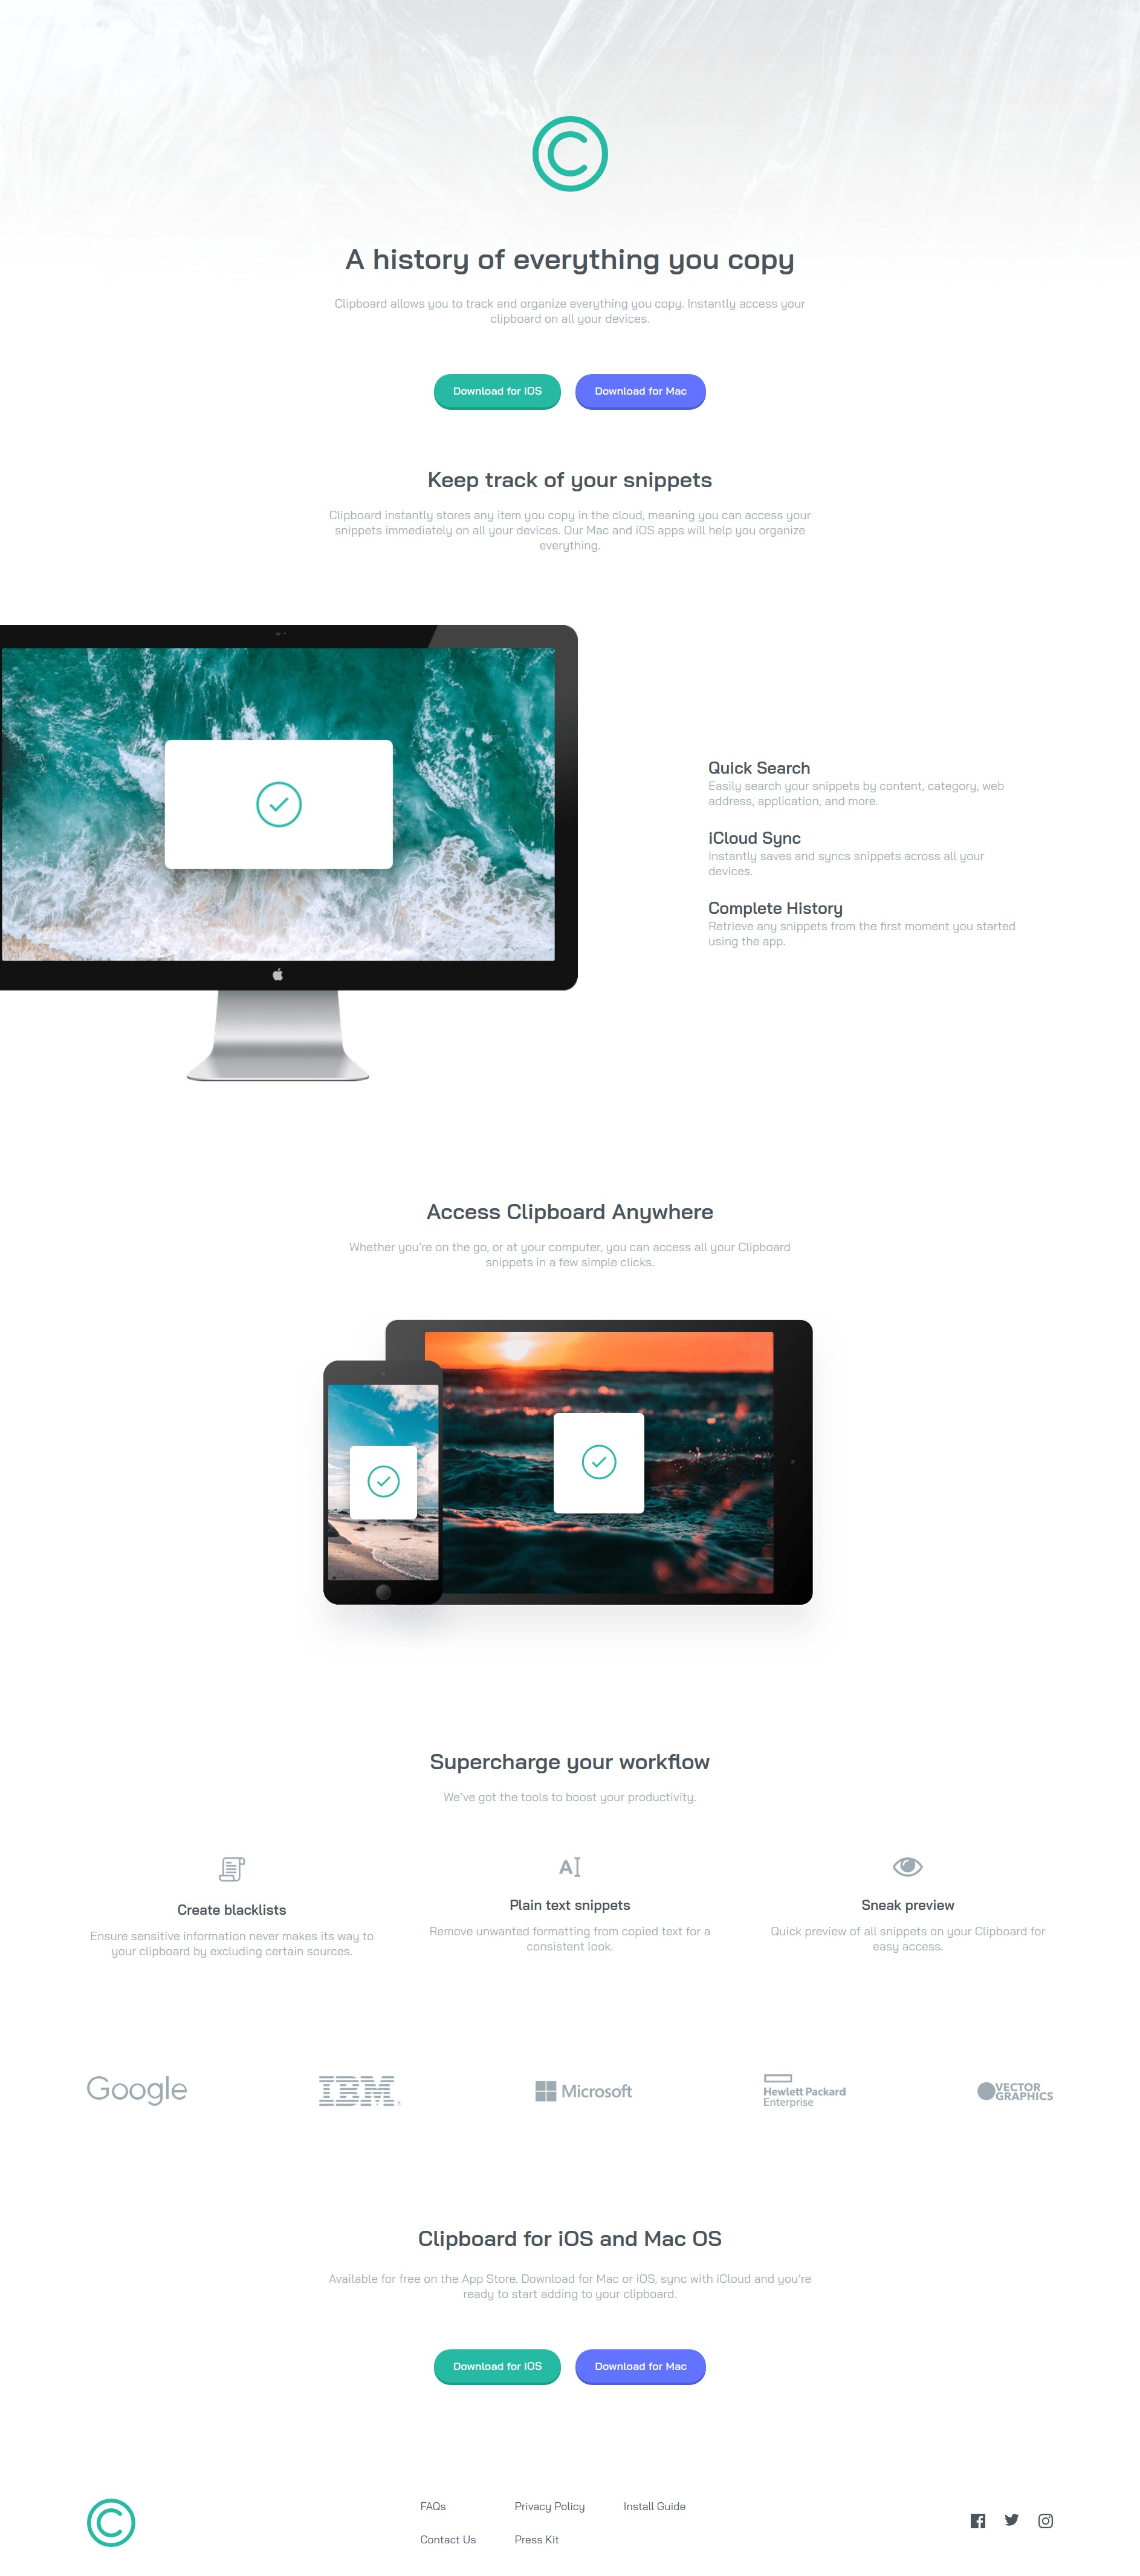 A history of everything you copy
Clipboard allows you to track and organize everything you copy. Instantly access your
clipboard on all your devices.
Download for iOS
Download for Mac
Keep track of your snippets
Clipboard instantly stores any item you copy in the cloud, meaning you can access your
snippets immediately on all your devices. Our Mac and iOS apps will help you organize
everything.
Quick Search
Easily search your snippets by content, category, web
address, application, and more.
iCloud Sync
Instantly saves and syncs snippets across all your
devices.
Complete History
Retrieve any snippets from the first moment you started
using the app.
Access Clipboard Anywhere
Whether you're on the go, or at your computer, you can access all your Clipboard
snippets in a few simple clicks.
Supercharge your workflow
We've got the tools to boost your productivity.
Create blacklists
Ensure sensitive information never makes its way to
your clipboard by excluding certain sources.
Plain text snippets
Remove unwanted formatting from copied text for a
consistent look.
Sneak preview
Quick preview of all snippets on your Clipboard for
easy access.
Google
IBM
Microsoft
Hewlett Packard
Enterprise
VECTOR
GRAPHICS
Clipboard for iOS and Mac OS
Available for free on the App Store. Download for Mac or iOS, sync with iCloud and you're
ready to start adding to your clipboard.
Download for iOS
Download for Mac
FAQs
Privacy Policy
Install Guide
Contact Us
Press Kit